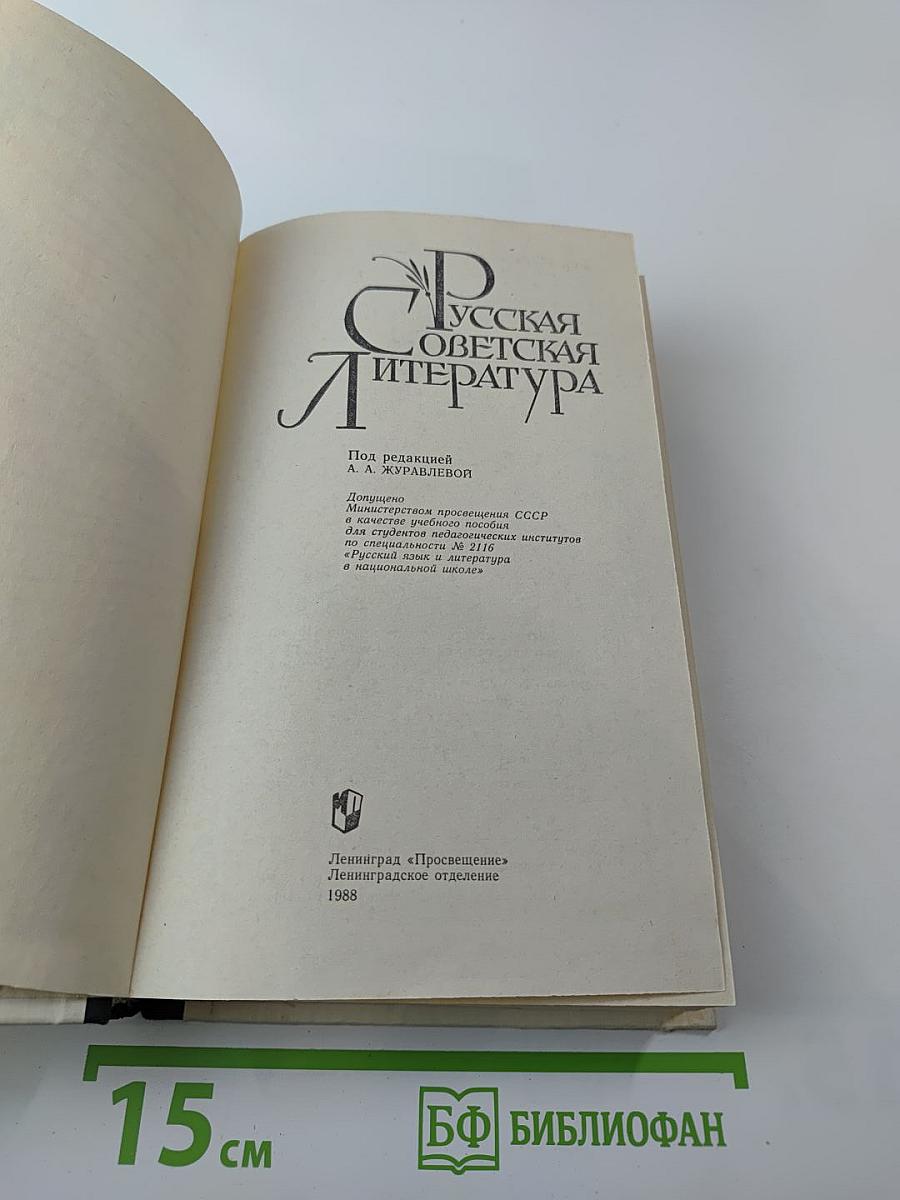 Русская
Советская
Литература
Под редакцией
А. А. ЖУРАВЛЕВОЙ
Допущено
Министерством просвещения СССР
в качестве учебного пособия
для студентов педагогических институтов
по специальности № 2116
«Русский язык и литература
в национальной школе»
Ленинград «Просвещение»
Ленинградское отделение
1988
15 см
БФ БИБЛИОФАН